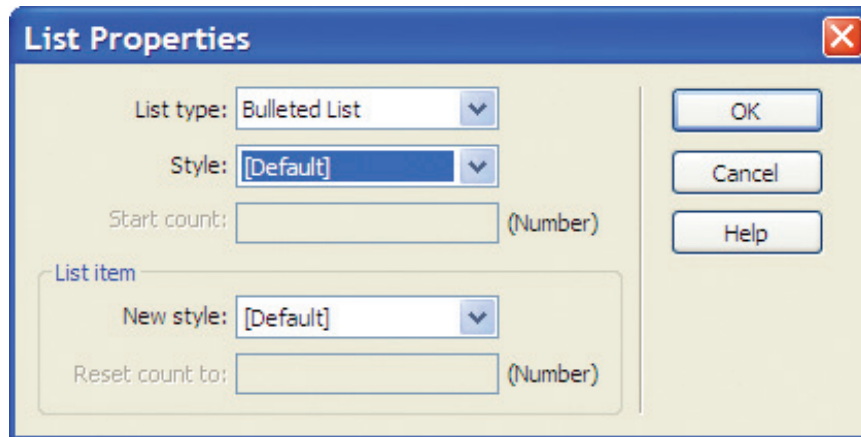 List Properties
List type: Bulleted List
OK
Style: [Default]
Cancel
Start count: (Number)
Help
List item
New style: [Default]
Reset count to: (Number)